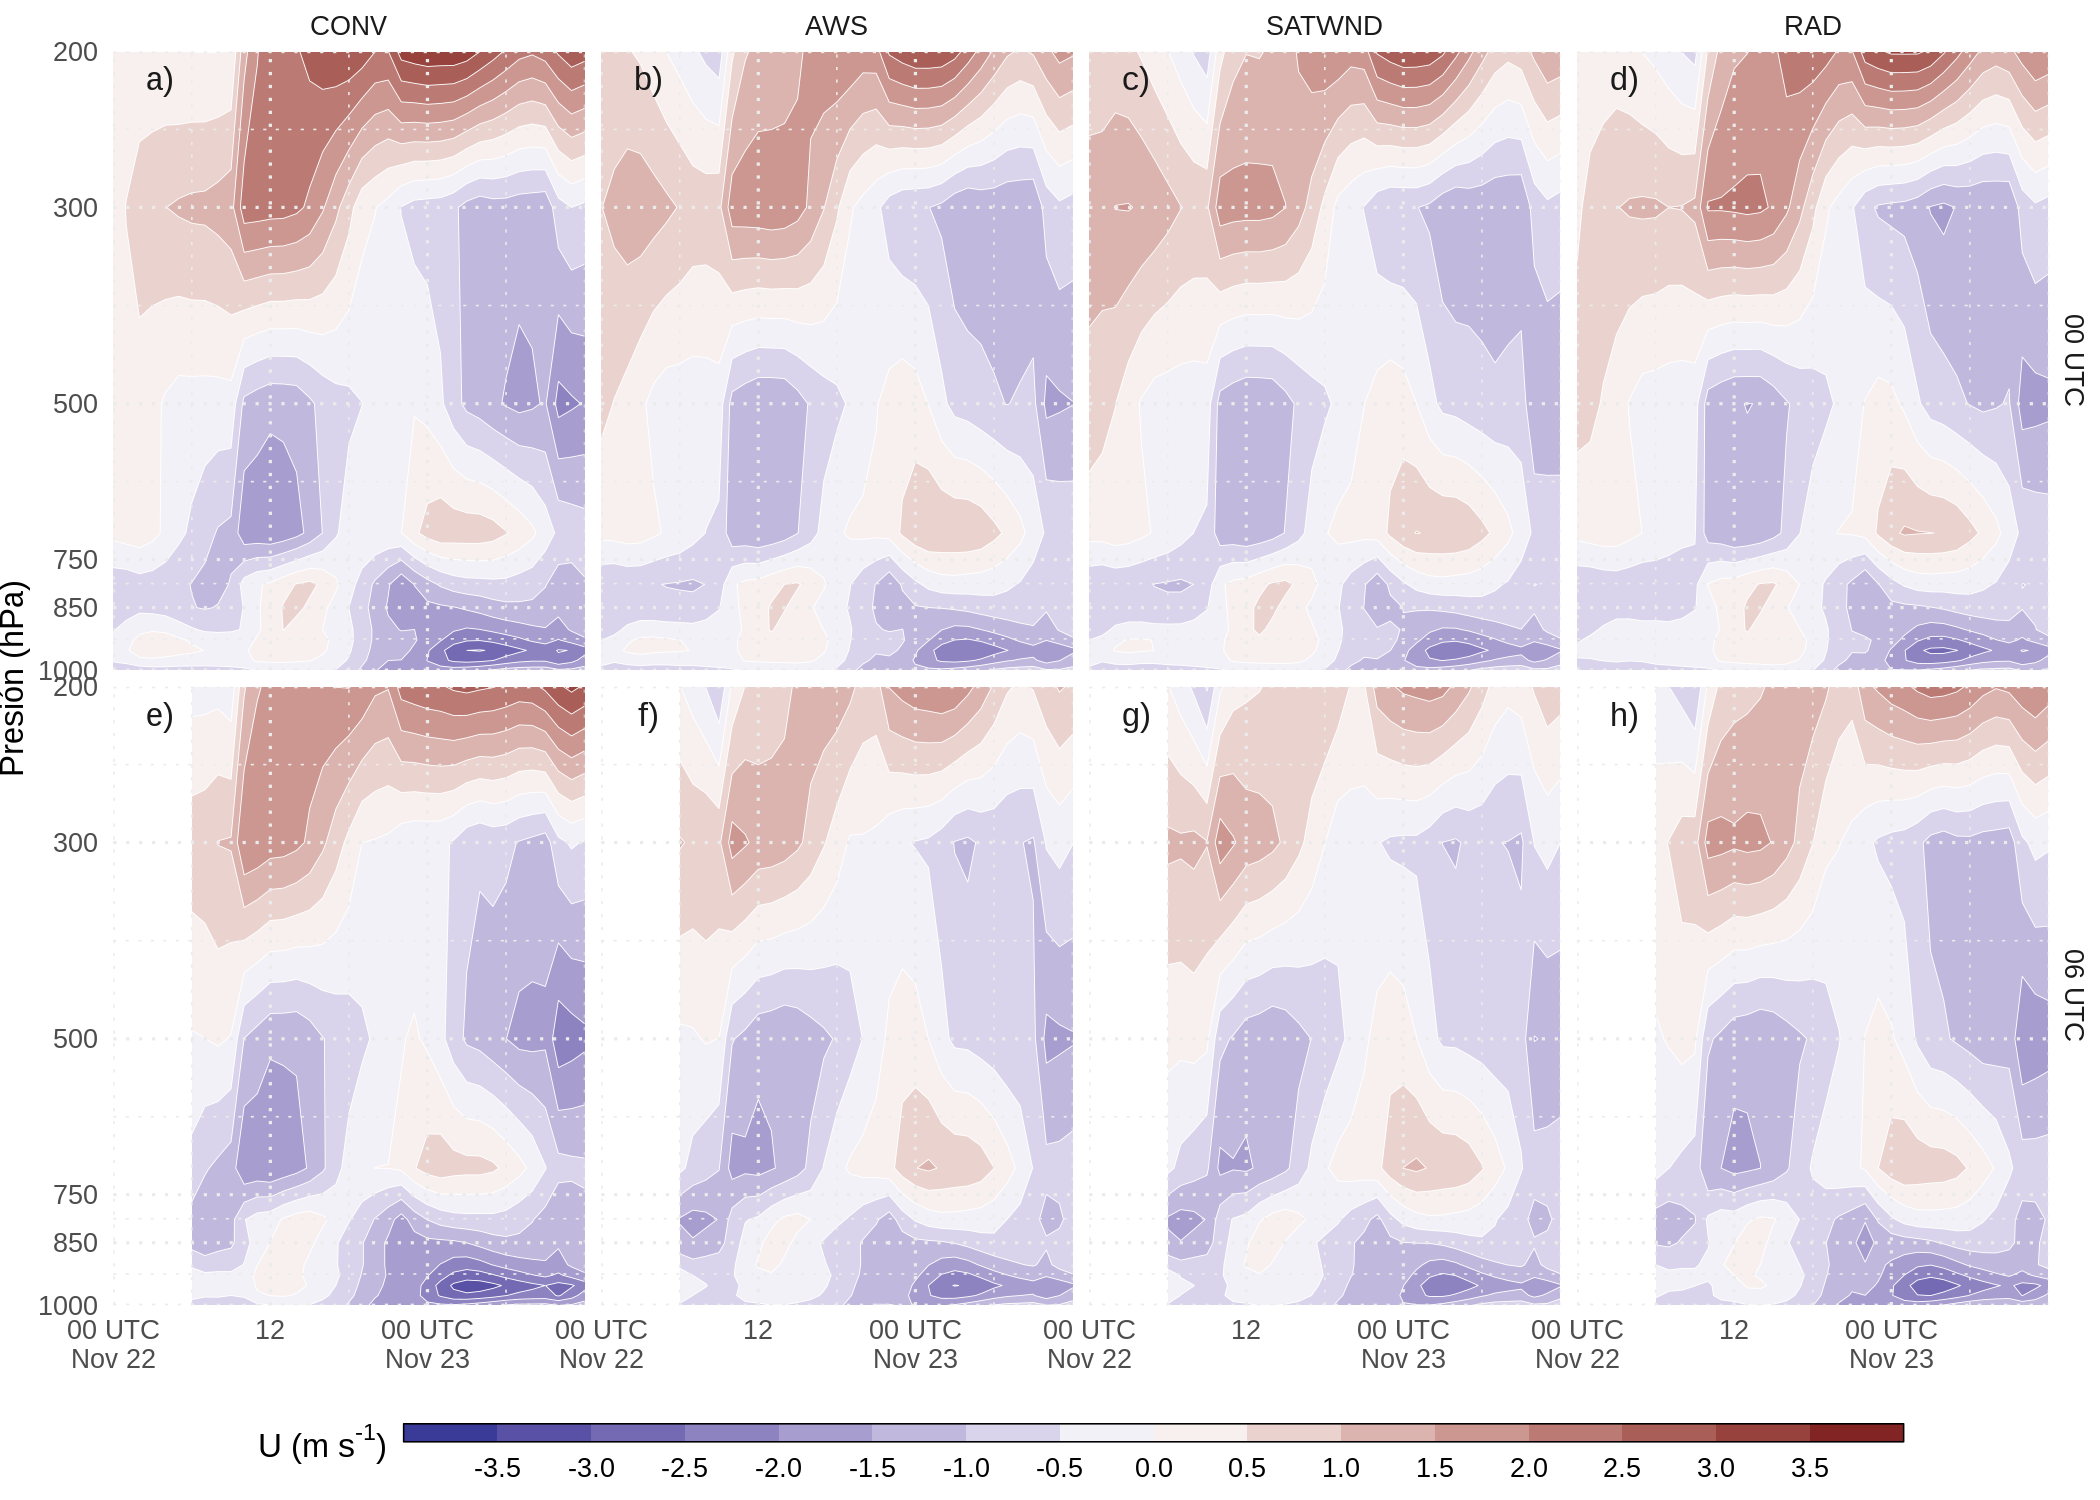 CONV AWS SATWND RAD
a) b) c) d)
200
300
500
750
850
1000
00 UTC
Presión (hPa)
e) f) g) h)
200
300
500
750
850
1000
06 UTC
00 UTC 12 00 UTC 00 UTC 12 00 UTC 00 UTC 12 00 UTC 00 UTC 12 00 UTC
Nov 22 Nov 23 Nov 22 Nov 23 Nov 22 Nov 23 Nov 22 Nov 23
U (m s-1)
-3.5 -3.0 -2.5 -2.0 -1.5 -1.0 -0.5 0.0 0.5 1.0 1.5 2.0 2.5 3.0 3.5